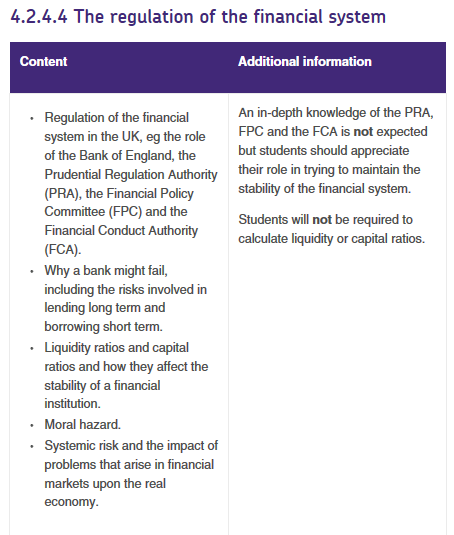 4.2.4.4 The regulation of the financial system
Content
Additional information
• Regulation of the financial
system in the UK, eg the role
of the Bank of England, the
Prudential Regulation Authority
(PRA), the Financial Policy
Committee (FPC) and the
Financial Conduct Authority
(FCA).
• Why a bank might fail,
including the risks involved in
lending long term and
borrowing short term.
• Liquidity ratios and capital
ratios and how they affect the
stability of a financial
institution.
• Moral hazard.
• Systemic risk and the impact of
problems that arise in financial
markets upon the real
economy.
An in-depth knowledge of the PRA,
FPC and the FCA is not expected
but students should appreciate
their role in trying to maintain the
stability of the financial system.
Students will not be required to
calculate liquidity or capital ratios.